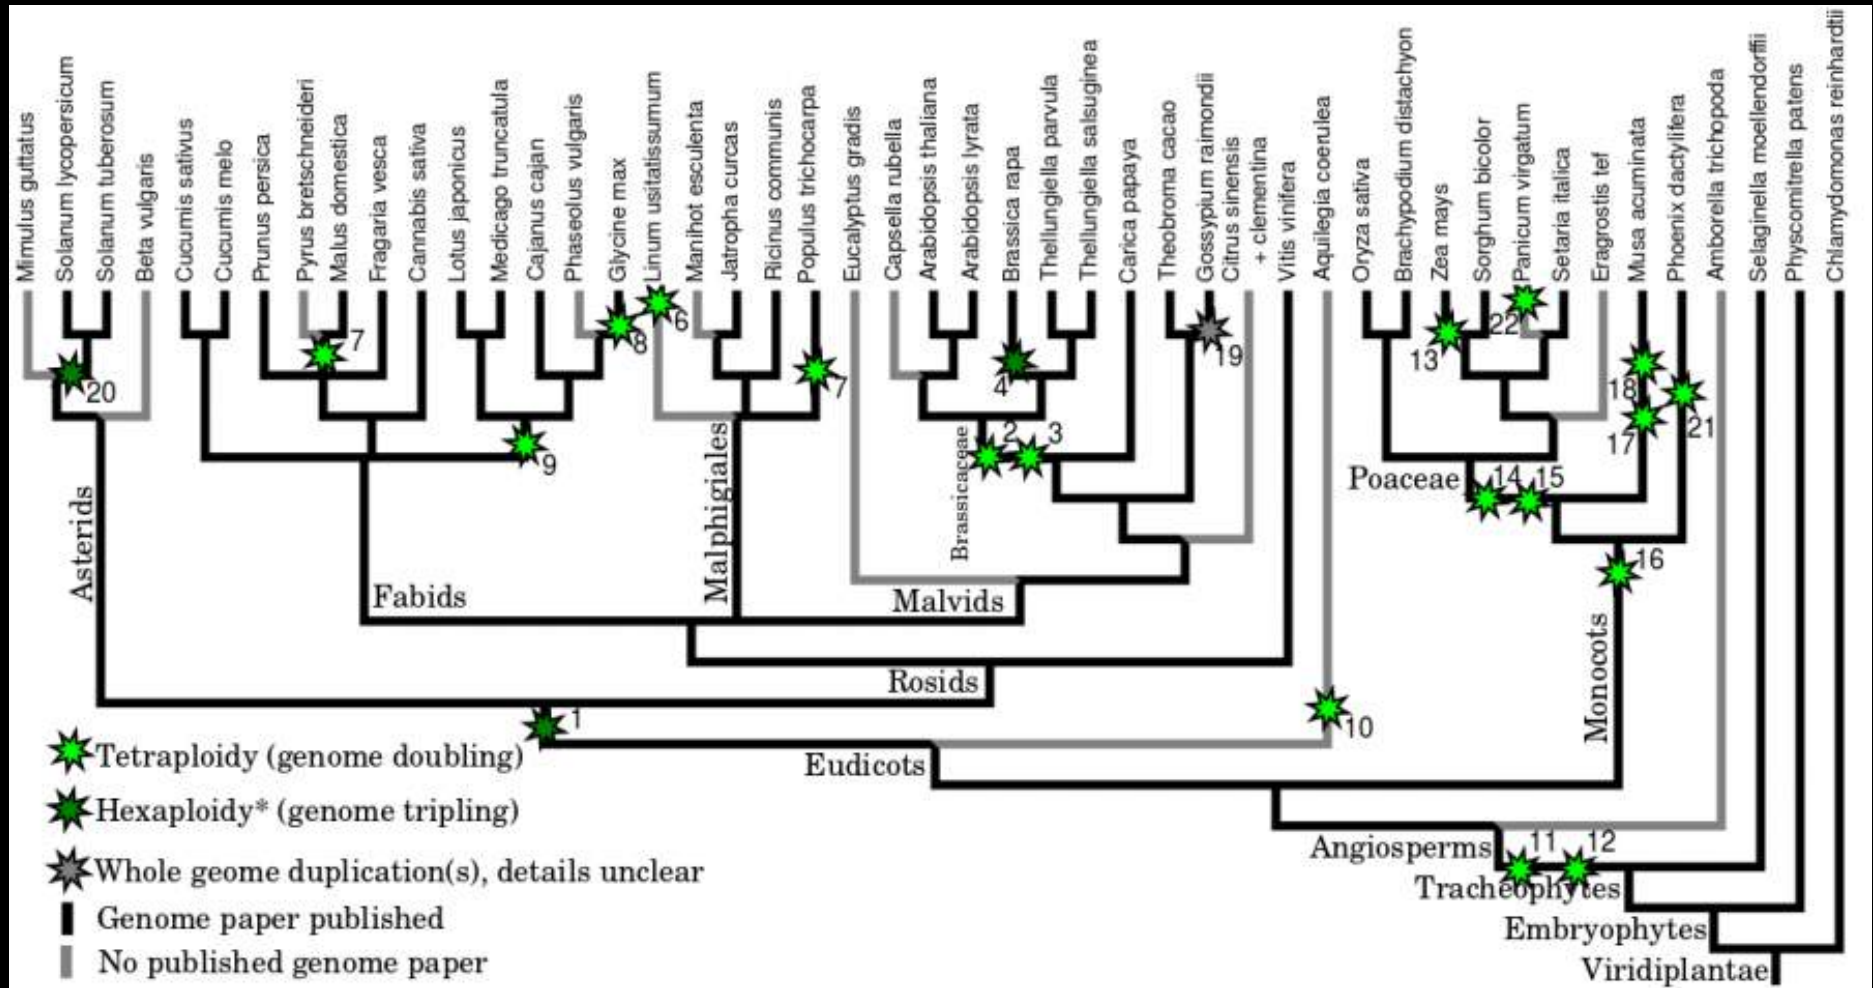 Mimulus guttatus
Solanum lycopersicum
Solanum tuberosum
Beta vulgaris
Cucumis sativus
Cucumis melo
Prunus persica
Pyrus bretschneideri
Malus domestica
Fragaria vesca
Cannabis sativa
Lotus japonicus
Medicago truncatula
Cajanus cajan
Phaseolus vulgaris
Glycine max
Linum usitatissumum
Manihot esculenta
Jatropha curcas
Ricinus communis
Populus trichocarpa
Eucalyptus gradis
Capsella rubella
Arabidopsis thaliana
Arabidopsis lyrata
Brassica rapa
Thellungiella parvula
Thellungiella salsuginea
Carica papaya
Theobroma cacao
Gossypium raimondii
Citrus sinensis
+ clementina
Vitis vinifera
Aquilegia coerulea
Oryza sativa
Brachypodium distachyon
Zea mays
Sorghum bicolor
Panicum virgatum
Setaria italica
Eragrostis tef
Musa acuminata
Phoenix dactylifera
Amborella trichopoda
Selaginella moellendorffii
Physcomitrella patens
Chlamydomonas reinhardtii
20
7
9
8
6
7
4
2
3
19
13
22
18
17
21
14
15
16
Asterids
Fabids
Malphigiales
Brassicaceae
Malvids
Rosids
Poaceae
Monocots
1
10
Eudicots
Angiosperms
11
12
Tracheophytes
Embryophytes
Viridiplantae
Tetraploidy (genome doubling)
Hexaploidy* (genome tripling)
Whole geome duplication(s), details unclear
Genome paper published
No published genome paper